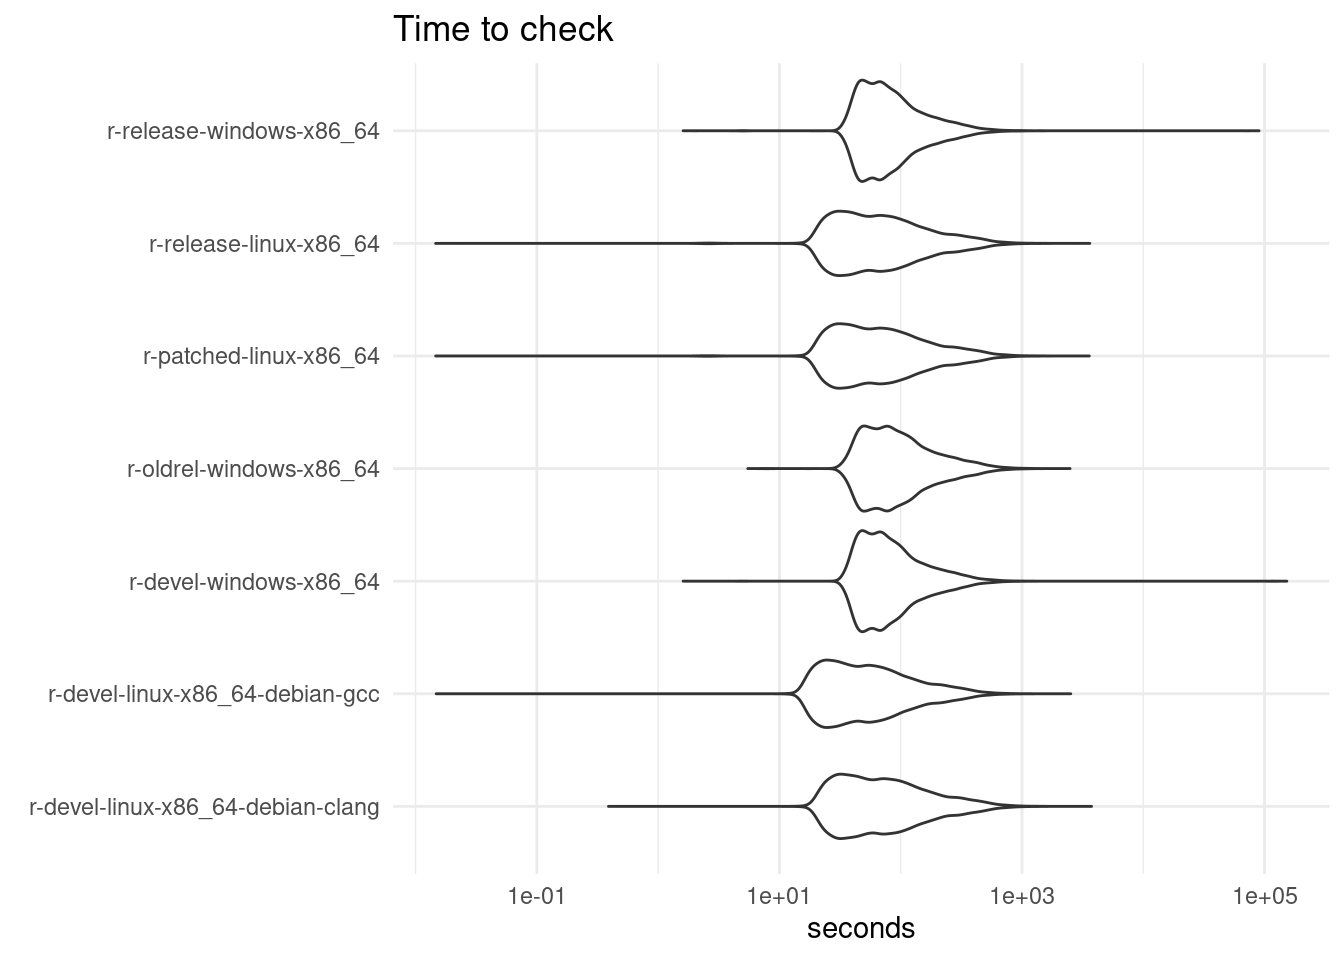 Time to check
r-release-windows-x86_64
r-release-linux-x86_64
r-patched-linux-x86_64
r-oldrel-windows-x86_64
r-devel-windows-x86_64
r-devel-linux-x86_64-debian-gcc
r-devel-linux-x86_64-debian-clang
1e-01 1e+01 1e+03 1e+05
seconds